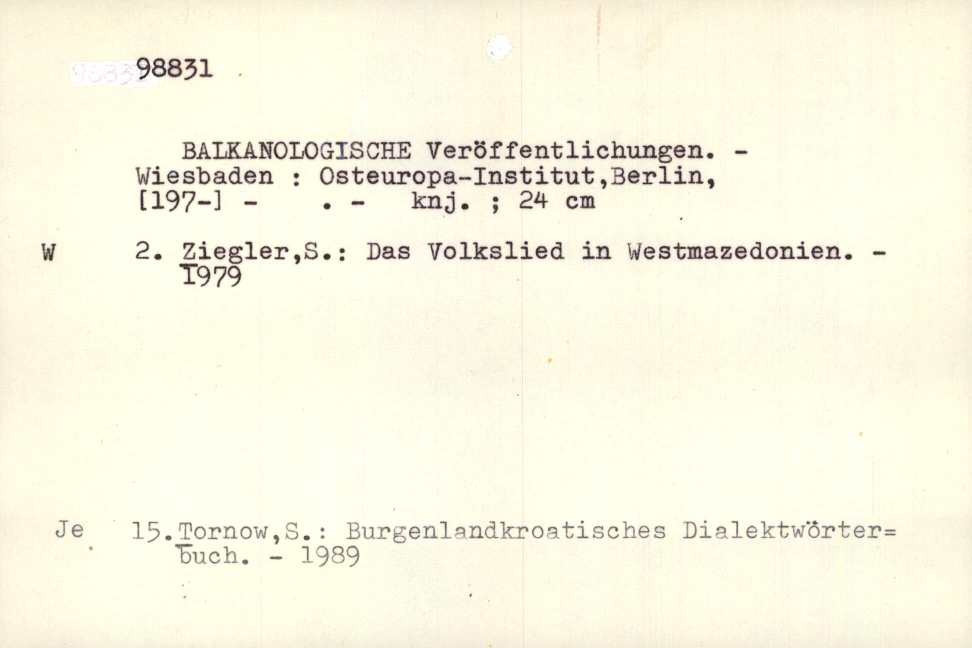 98831
BALKANOLOGISCHE Veröffentlichungen. -
Wiesbaden : Osteuropa-Institut,Berlin,
[197-] -    . -   knj. ; 24 cm
W 2. Ziegler,S.: Das Volkslied in Westmazedonien. -
1979
Je 15.Tornow,S.: Burgenlandkroatisches Dialektwörter=
buch. - 1989